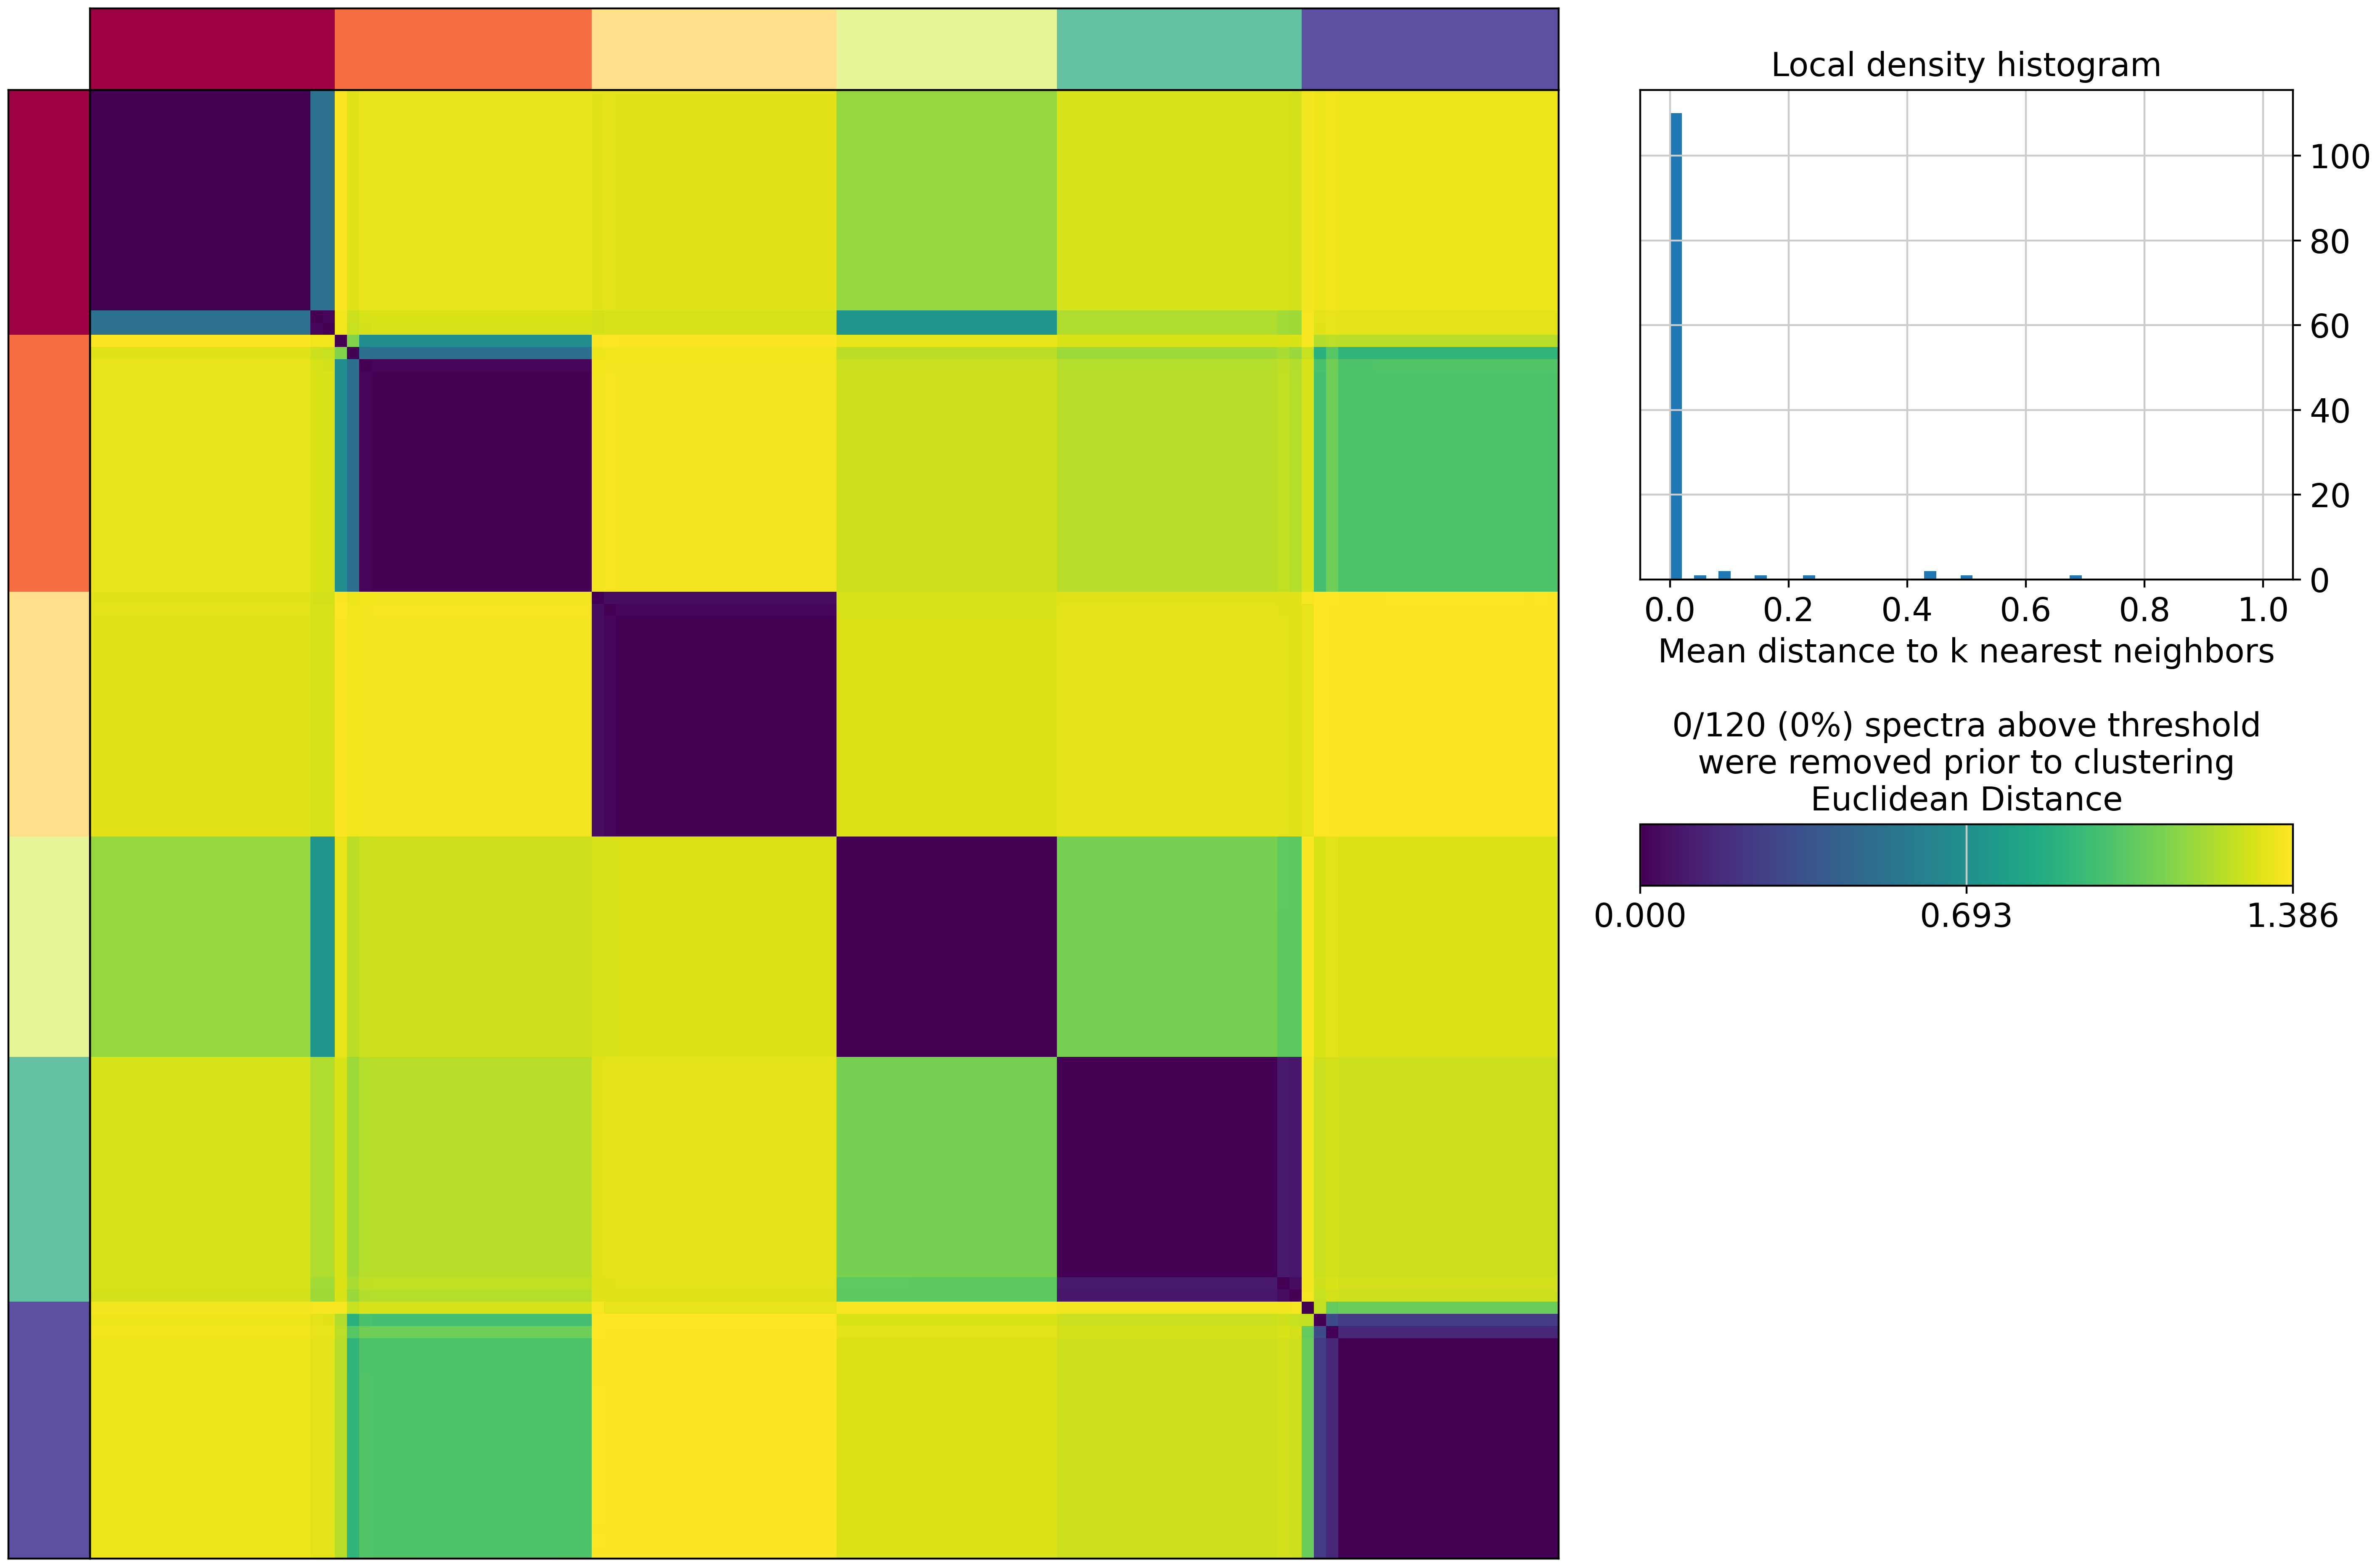 Local density histogram
100
80
60
40
20
0
0.0 0.2 0.4 0.6 0.8 1.0
Mean distance to k nearest neighbors
0/120 (0%) spectra above threshold
were removed prior to clustering
Euclidean Distance
0.000 0.693 1.386